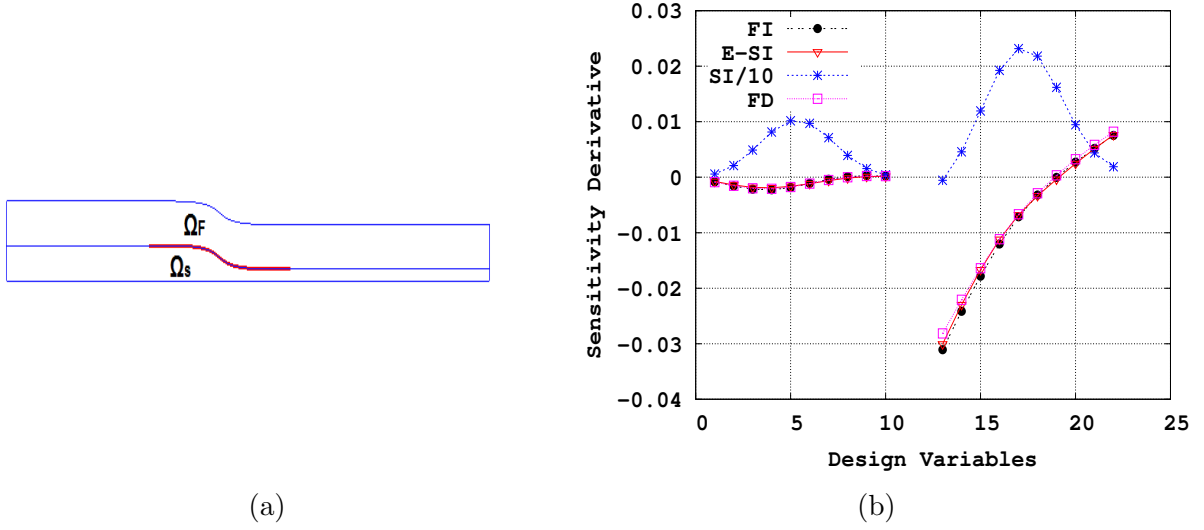 ΩF
Ωs
Sensitivity Derivative
0.03
0.02
0.01
0
−0.01
−0.02
−0.03
−0.04
FI
E−SI
SI/10
FD
0 5 10 15 20 25
Design Variables
(a) (b)